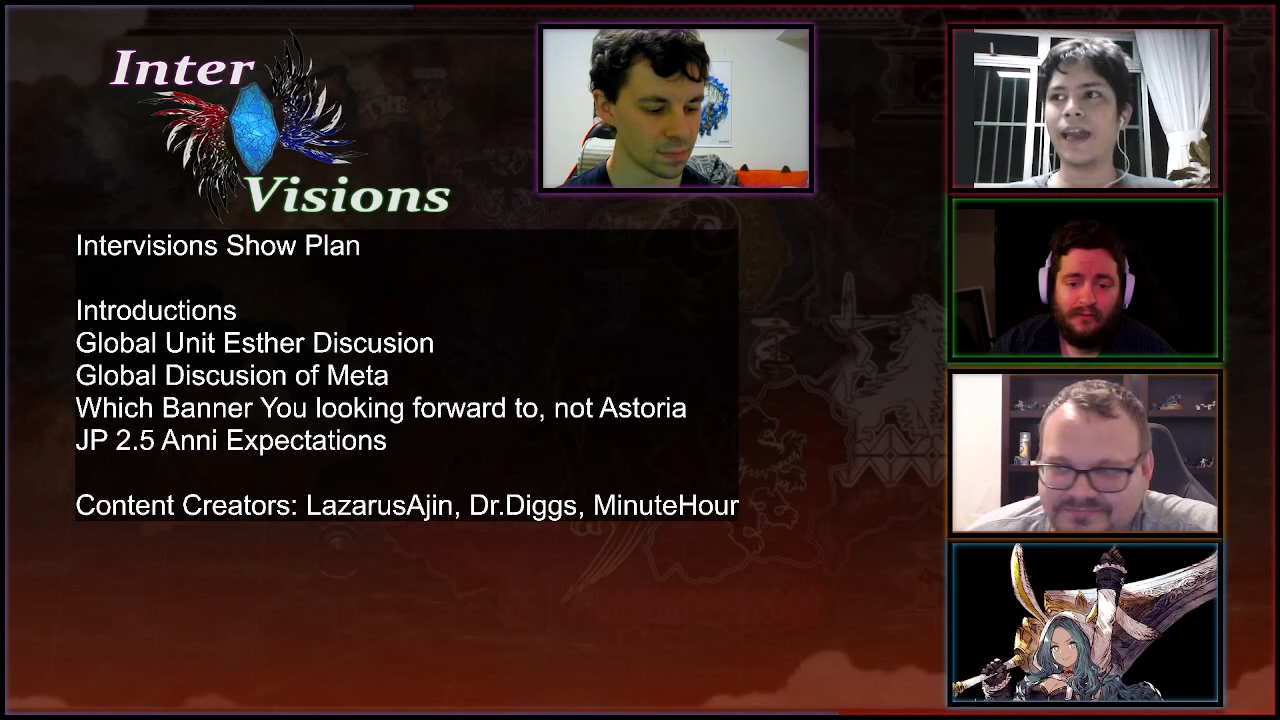 Inter
Visions
Intervisions Show Plan
Introductions
Global Unit Esther Discusion
Global Discusion of Meta
Which Banner You looking forward to, not Astoria
JP 2.5 Anni Expectations
Content Creators: LazarusAjin, Dr.Diggs, MinuteHour